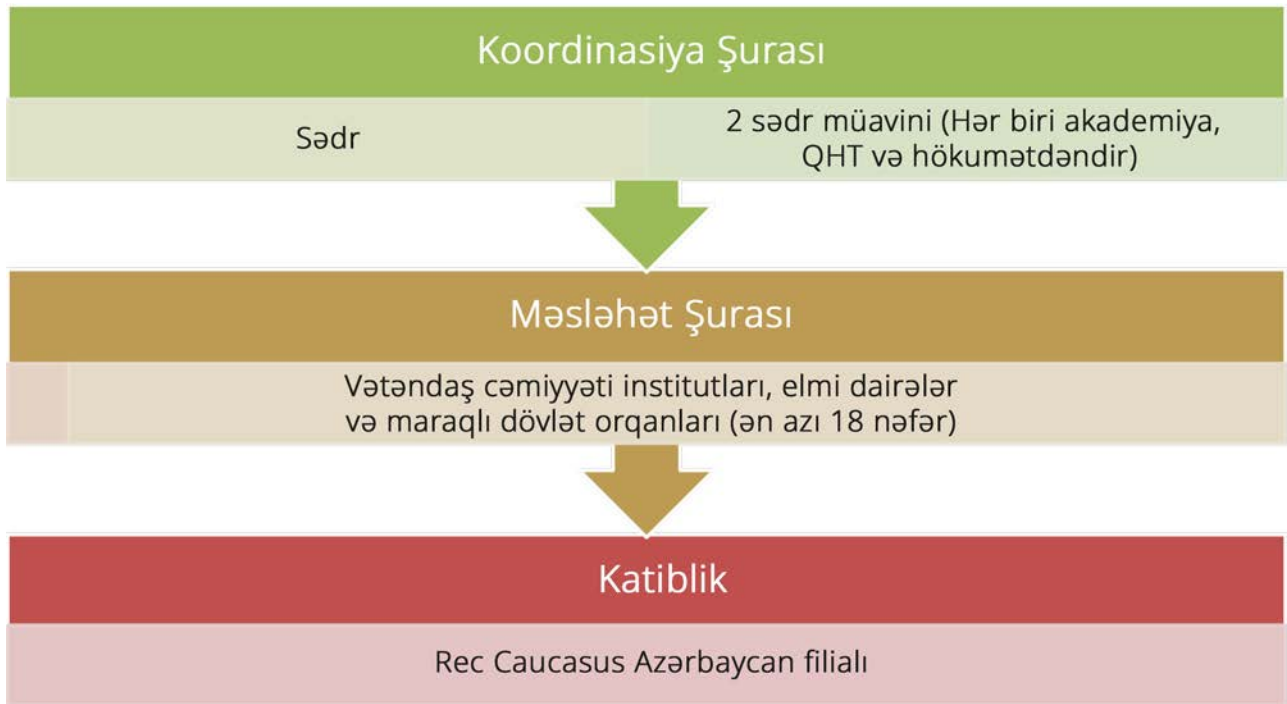 Koordinasiya Şurası
Sədr
2 sədr müavini (Hər biri akademiya,
QHT və hökumətdəndir)
Məsləhət Şurası
Vətəndaş cəmiyyəti institutları, elmi dairələr
və maraqlı dövlət orqanları (ən azı 18 nəfər)
Katiblik
Rec Caucasus Azərbaycan filialı